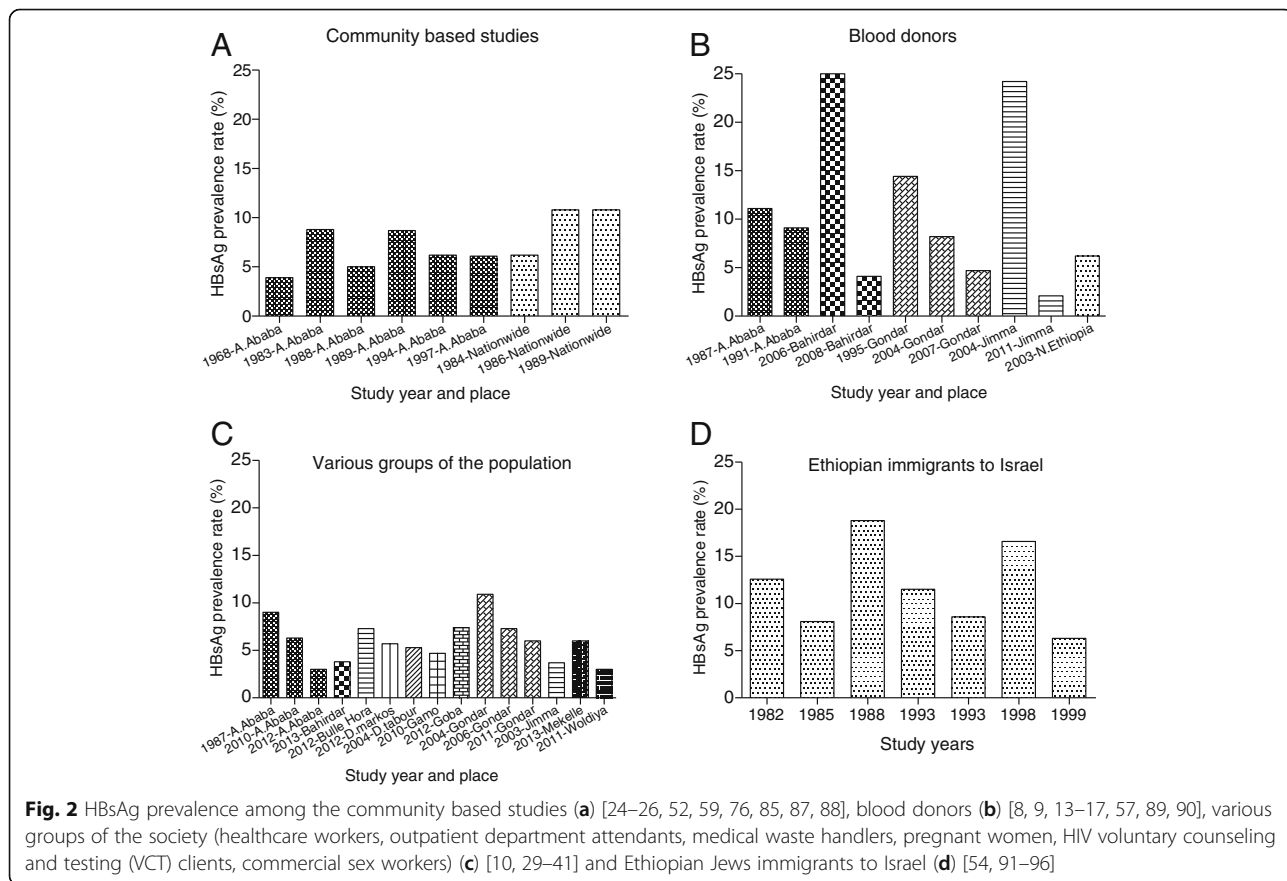 A
Community based studies
HBsAg prevalence rate (%)
25
20
15
10
5
0
1968-A.Ababa
1983-A.Ababa
1988-A.Ababa
1989-A.Ababa
1994-A.Ababa
1997-A.Ababa
1984-Nationwide
1986-Nationwide
1989-Nationwide
Study year and place
B
Blood donors
HBsAg prevalence rate (%)
25
20
15
10
5
0
1987-A.Ababa
1991-A.Ababa
2006-Bahirdar
2008-Bahirdar
1995-Gondar
2004-Gondar
2007-Gondar
2004-Jimma
2011-Jimma
2003-N.Ethiopia
Study year and place
C
Various groups of the population
HBsAg prevalence rate (%)
25
20
15
10
5
0
1987-A.Ababa
2010-A.Ababa
2012-A.Ababa
2013-Bahirdar
2012-Bulle Hora
2012-D.markos
2004-D.tabour
2010-Gamo
2012-Goba
2004-Gondar
2006-Gondar
2011-Gondar
2003-Jimma
2013-Mekelle
2011-Woldiya
Study year and place
D
Ethiopian immigrants to Israel
HBsAg prevalence rate (%)
25
20
15
10
5
0
1982
1985
1988
1993
1993
1998
1999
Study years
Fig. 2 HBsAg prevalence among the community based studies (a) [24–26, 52, 59, 76, 85, 87, 88], blood donors (b) [8, 9, 13–17, 57, 89, 90], various
groups of the society (healthcare workers, outpatient department attendants, medical waste handlers, pregnant women, HIV voluntary counseling
and testing (VCT) clients, commercial sex workers) (c) [10, 29–41] and Ethiopian Jews immigrants to Israel (d) [54, 91–96]